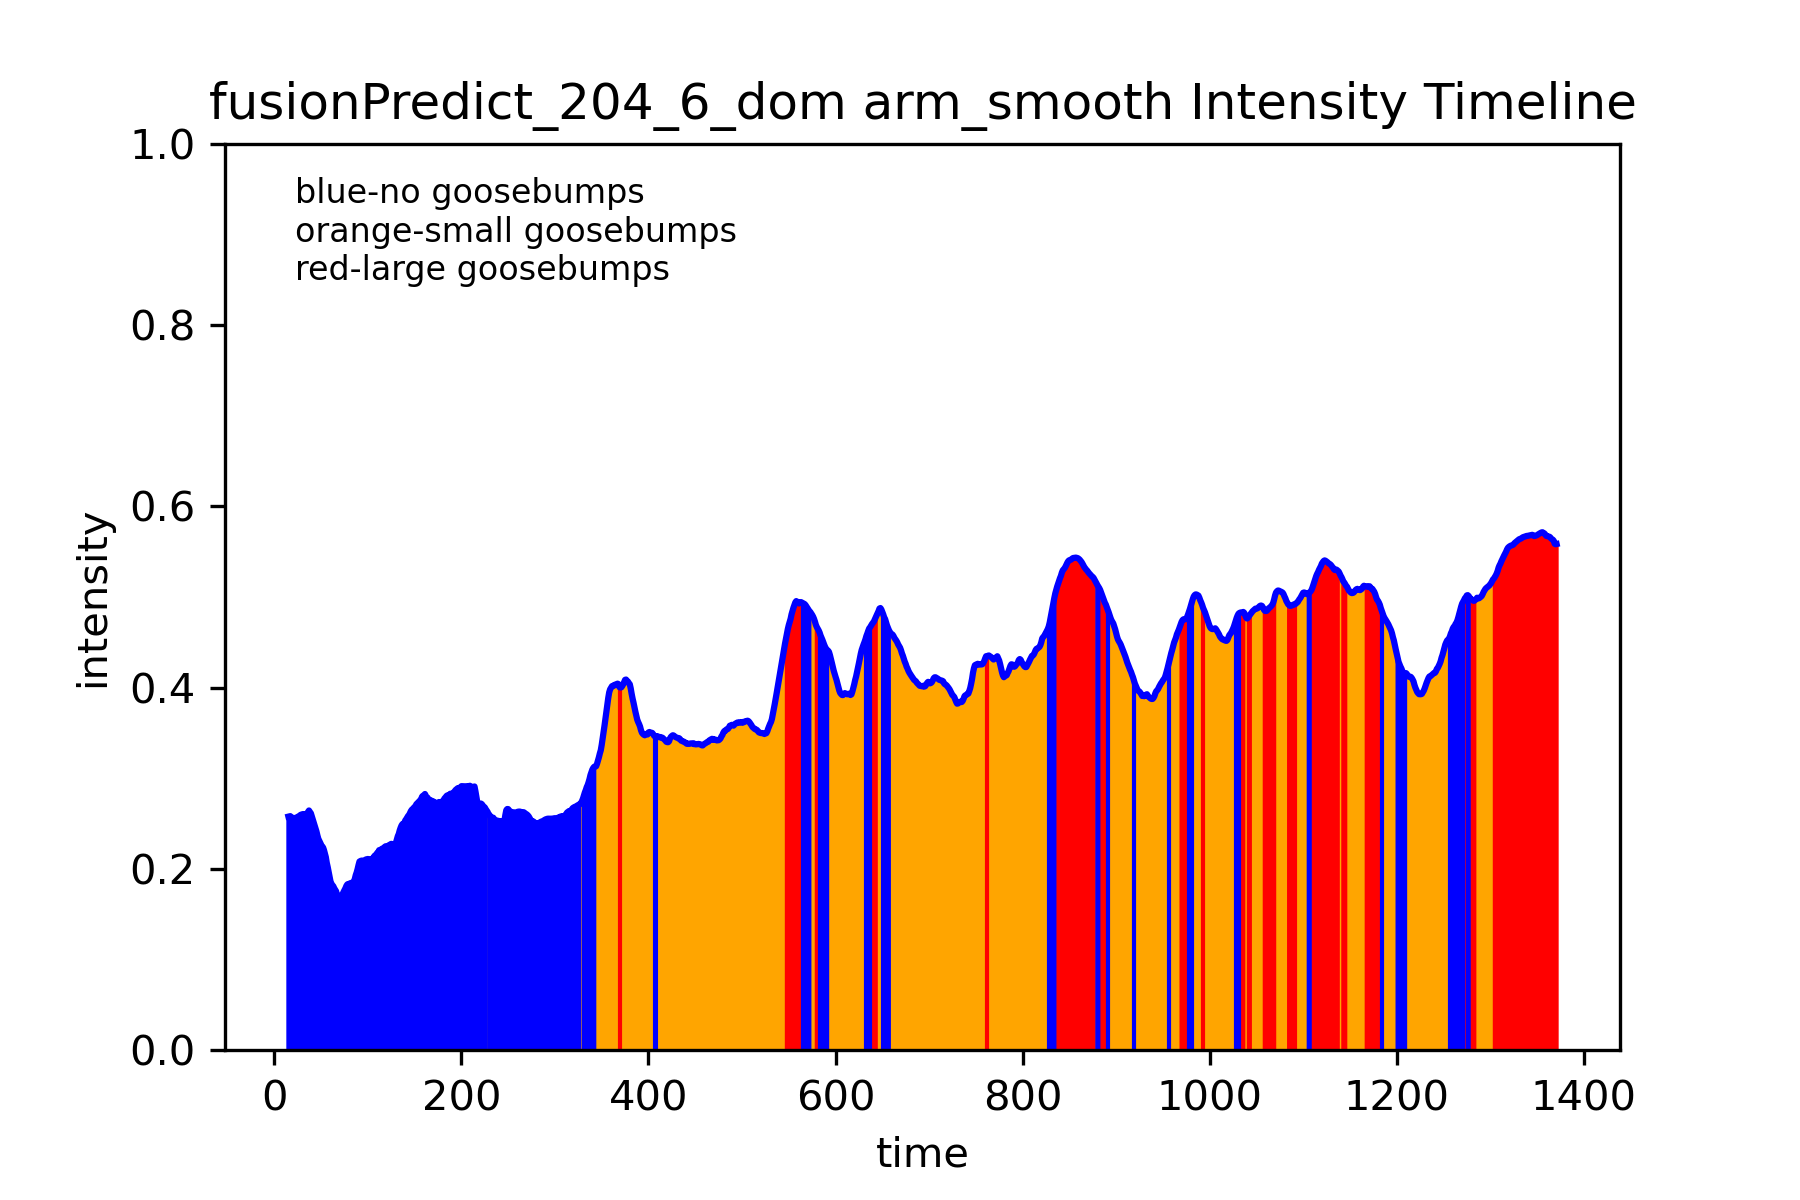 fusionPredict_204_6_dom arm_smooth Intensity Timeline
1.0
blue-no goosebumps
orange-small goosebumps
red-large goosebumps
0.8
0.6
intensity
0.4
0.2
0.0
0 200 400 600 800 1000 1200 1400
time